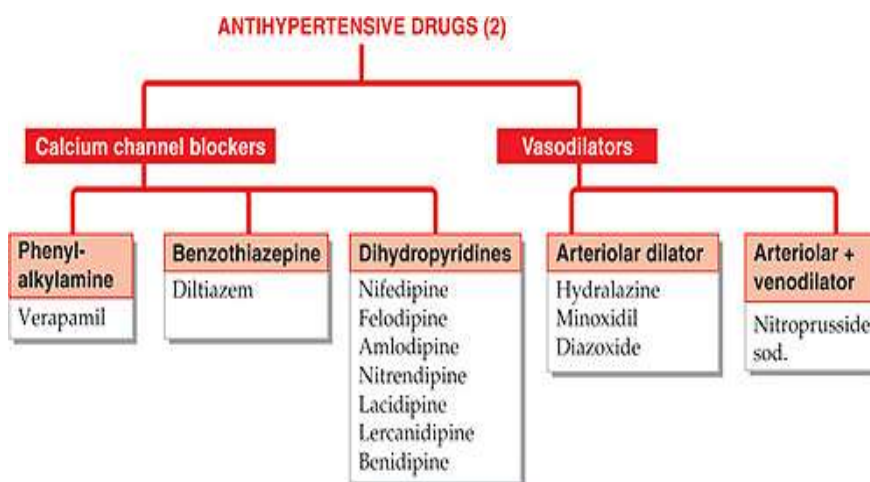 ANTIHYPERTENSIVE DRUGS (2)
Calcium channel blockers
Vasodilators
Phenyl-
alkylamine
Verapamil
Benzothiazepine
Diltiazem
Dihydropyridines
Nifedipine
Felodipine
Amlodipine
Nitrendipine
Lacidipine
Lercanidipine
Benidipine
Arteriolar dilator
Hydralazine
Minoxidil
Diazoxide
Arteriolar +
venodilator
Nitroprusside
sod.